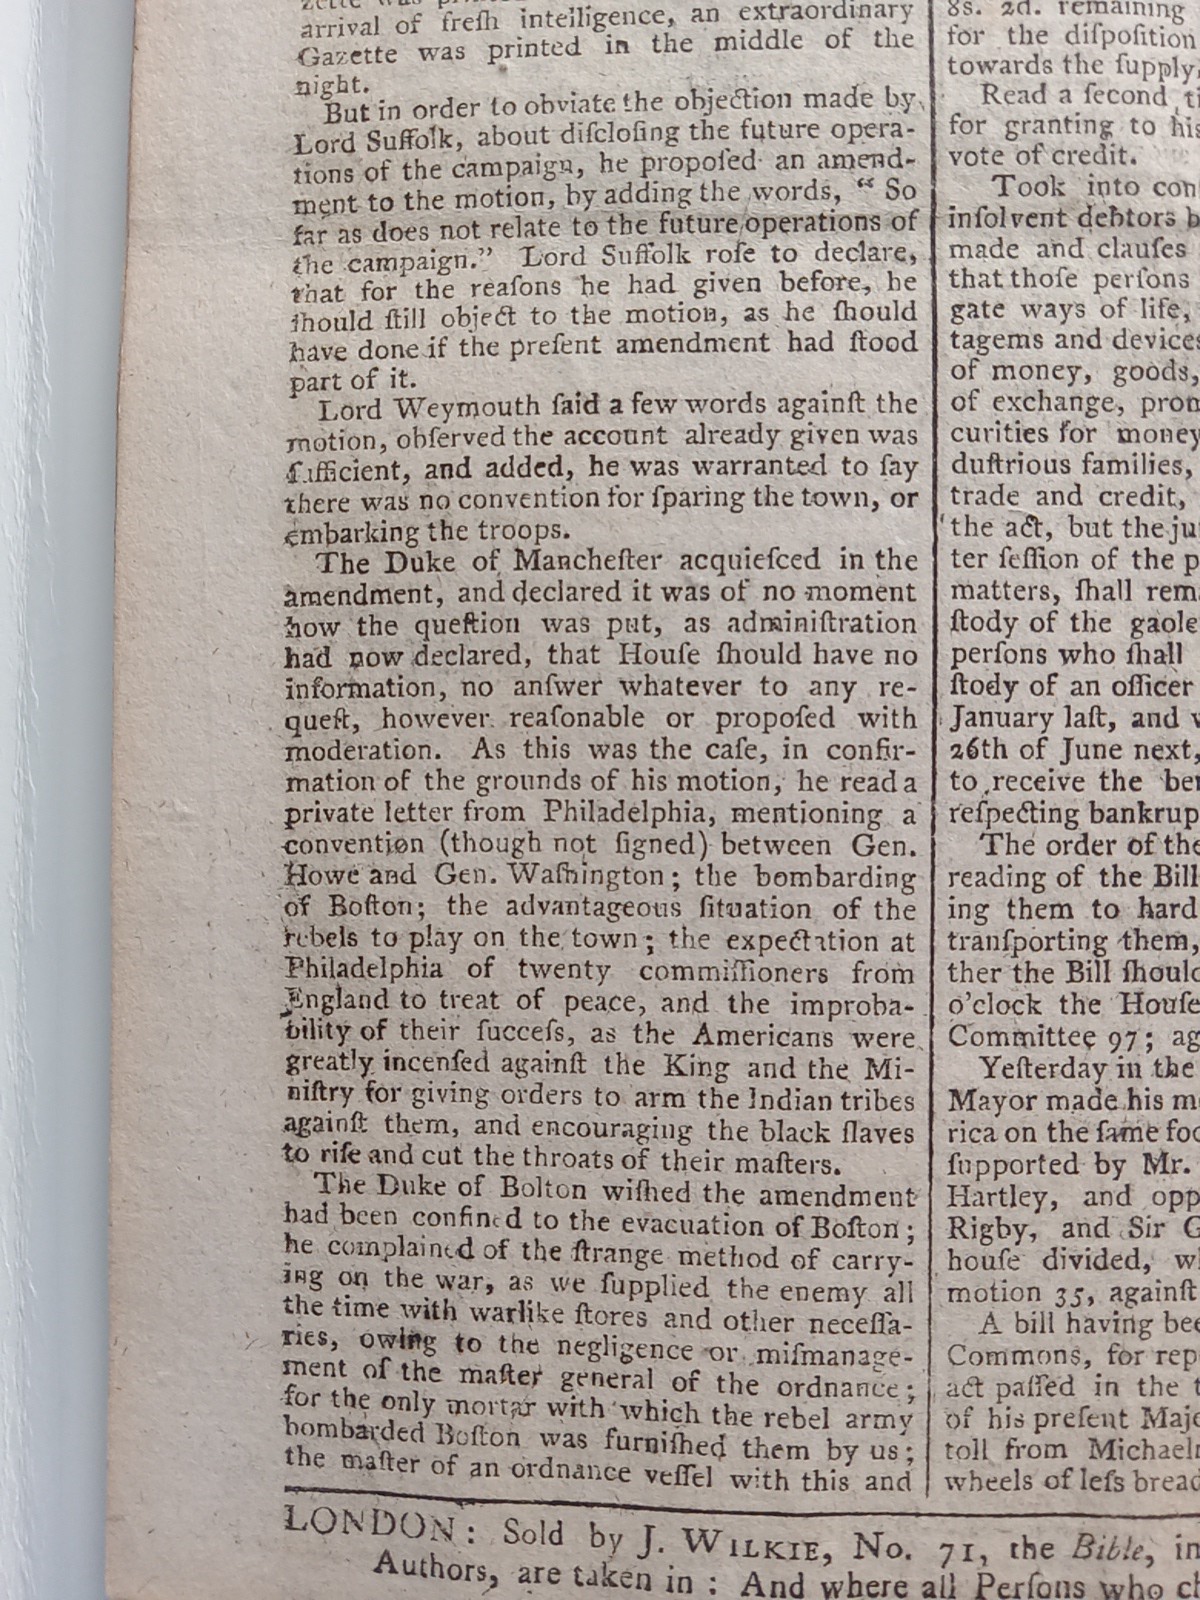 zette was
arrival of freſh intelligence, an extraordinary
Gazette was printed in the middle of the
night.
But in order to obviate the objection made by
Lord Suffolk, about diſcloſing the future opera-
tions of the campaign, he propoſed an amend-
ment to the motion, by adding the words, “ So
far as does not relate to the future operations of
the campaign.” Lord Suffolk roſe to declare,
that for the reaſons he had given before, he
ſhould ſtill object to the motion, as he ſhould
have done if the preſent amendment had ſtood
part of it.
Lord Weymouth ſaid a few words againſt the
motion, obſerved the account already given was
ſufficient, and added, he was warranted to ſay
there was no convention for ſparing the town, or
embarking the troops.
The Duke of Mancheſter acquieſced in the
amendment, and declared it was of no moment
how the queſtion was put, as adminiſtration
had now declared, that Houſe ſhould have no
information, no anſwer whatever to any re-
queſt, however reaſonable or propoſed with
moderation. As this was the caſe, in confir-
mation of the grounds of his motion, he read a
private letter from Philadelphia, mentioning a
convention (though not ſigned) between Gen.
Howe and Gen. Waſhington; the bombarding
of Boſton; the advantageous ſituation of the
rebels to play on the town; the expectation at
Philadelphia of twenty commiſſioners from
England to treat of peace, and the improba-
bility of their ſucceſs, as the Americans were
greatly incenſed againſt the King and the Mi-
niſtry for giving orders to arm the Indian tribes
againſt them, and encouraging the black ſlaves
to riſe and cut the throats of their maſters.
The Duke of Bolton wiſhed the amendment
had been confined to the evacuation of Boſton;
he complained of the ſtrange method of carry-
ing on the war, as we ſupplied the enemy all
the time with warlike ſtores and other neceſſa-
ries, owing to the negligence or miſmanage-
ment of the maſter general of the ordnance;
for the only mortar with which the rebel army
bombarded Boſton was furniſhed them by us;
the maſter of an ordnance veſſel with this and
8s. 2d. remaining
for the diſpoſition
towards the ſupply,
Read a ſecond ti
for granting to his
vote of credit.
Took into con
inſolvent debtors b
made and clauſes
that thoſe perſons
gate ways of life,
tagems and devices
of money, goods,
of exchange, prom
curities for money
duſtrious families,
trade and credit,
the act, but the ju
ter ſeſſion of the p
matters, ſhall rem
ſtody of the gaole
perſons who ſhall
ſtody of an officer
January laſt, and w
26th of June next,
to receive the ben
reſpecting bankrup
The order of the
reading of the Bill
ing them to hard
tranſporting them,
ther the Bill ſhould
o'clock the Houſe
Committee 97; ag
Yeſterday in the
Mayor made his m
rica on the ſame foo
ſupported by Mr.
Hartley, and opp
Rigby, and Sir G
houſe divided, wh
motion 35, againſt
A bill having bee
Commons, for rep
act paſſed in the t
of his preſent Maje
toll from Michaelm
wheels of leſs bread
LONDON: Sold by J. WILKIE, No. 71, the Bible, in
Authors, are taken in : And where all Perſons who ch